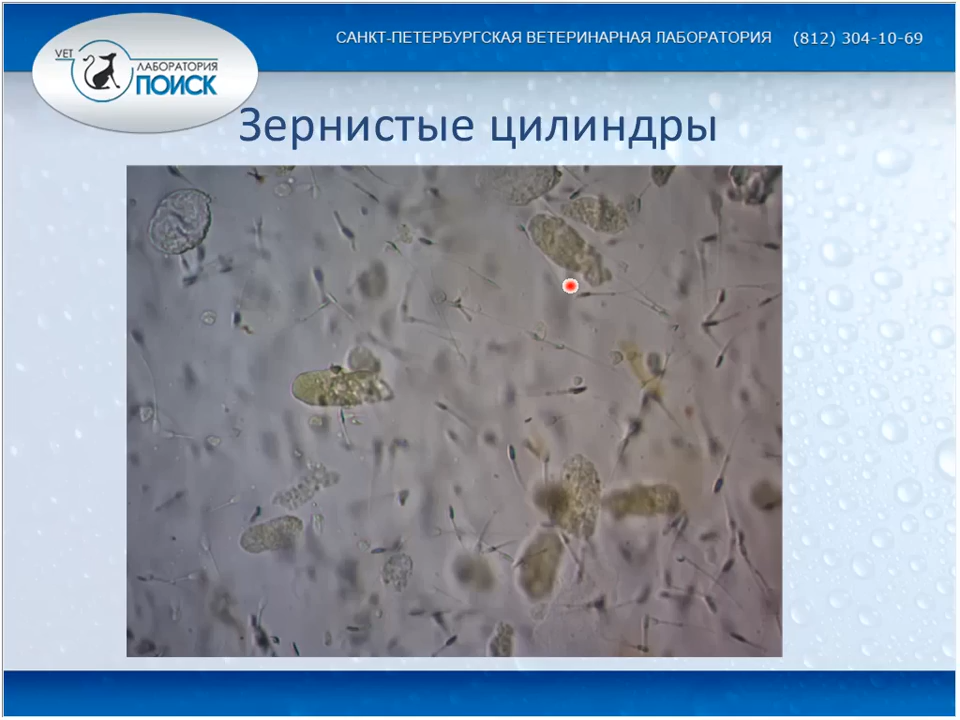 САНКТ-ПЕТЕРБУРГСКАЯ ВЕТЕРИНАРНАЯ ЛАБОРАТОРИЯ (812) 304-10-69
VET
ЛАБОРАТОРИЯ
ПОИСК
Зернистые цилиндры